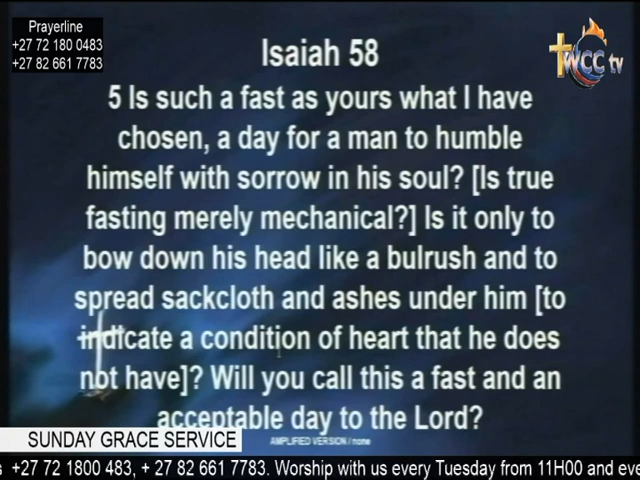 Prayerline
+27 72 180 0483
+27 82 661 7783
WCC tv
Isaiah 58
5 Is such a fast as yours what I have
chosen, a day for a man to humble
himself with sorrow in his soul? [Is true
fasting merely mechanical?] Is it only to
bow down his head like a bulrush and to
spread sackcloth and ashes under him [to
indicate a condition of heart that he does
not have]? Will you call this a fast and an
acceptable day to the Lord?
AMPLIFIED VERSION / none
SUNDAY GRACE SERVICE
s +27 72 1800 483, + 27 82 661 7783. Worship with us every Tuesday from 11H00 and eve